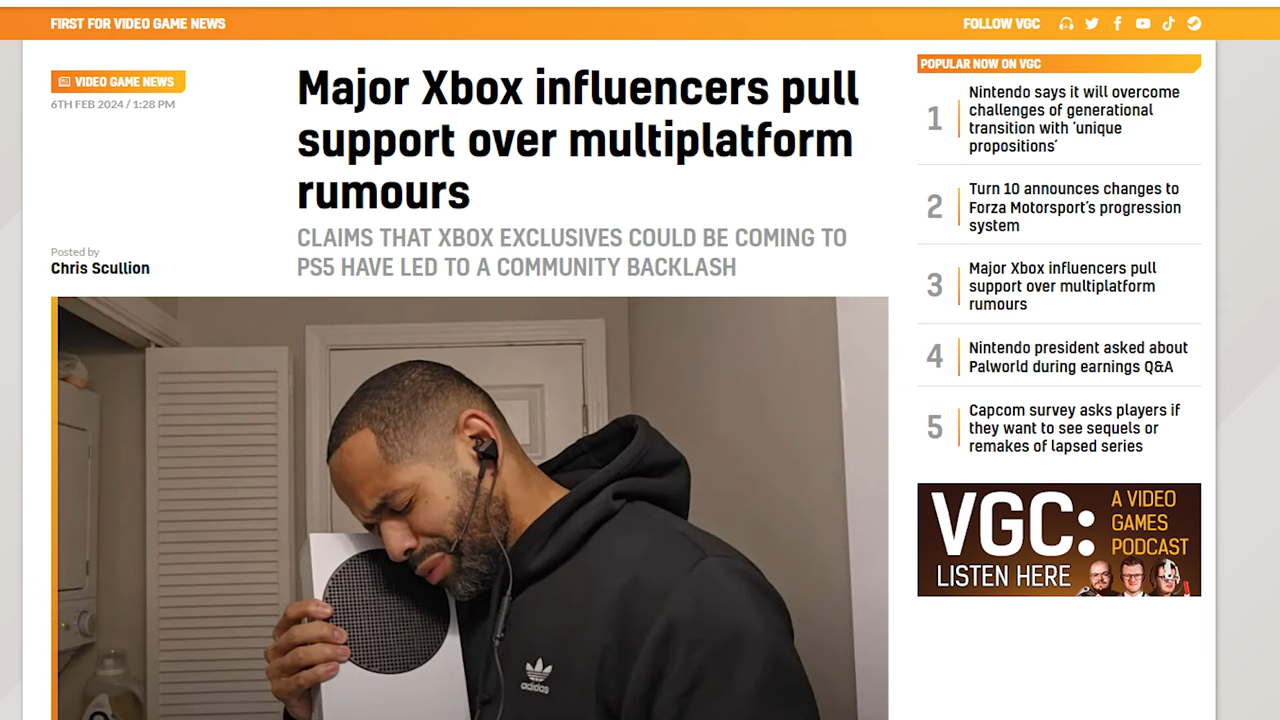 FIRST FOR VIDEO GAME NEWS
FOLLOW VGC
VIDEO GAME NEWS
6TH FEB 2024 / 1:28 PM
Major Xbox influencers pull
support over multiplatform
rumours
CLAIMS THAT XBOX EXCLUSIVES COULD BE COMING TO
PS5 HAVE LED TO A COMMUNITY BACKLASH
Posted by
Chris Scullion
adidas
POPULAR NOW ON VGC
1
Nintendo says it will overcome
challenges of generational
transition with 'unique
propositions'
2
Turn 10 announces changes to
Forza Motorsport's progression
system
3
Major Xbox influencers pull
support over multiplatform
rumours
4
Nintendo president asked about
Palworld during earnings Q&A
5
Capcom survey asks players if
they want to see sequels or
remakes of lapsed series
VGC:
A VIDEO
GAMES
PODCAST
LISTEN HERE